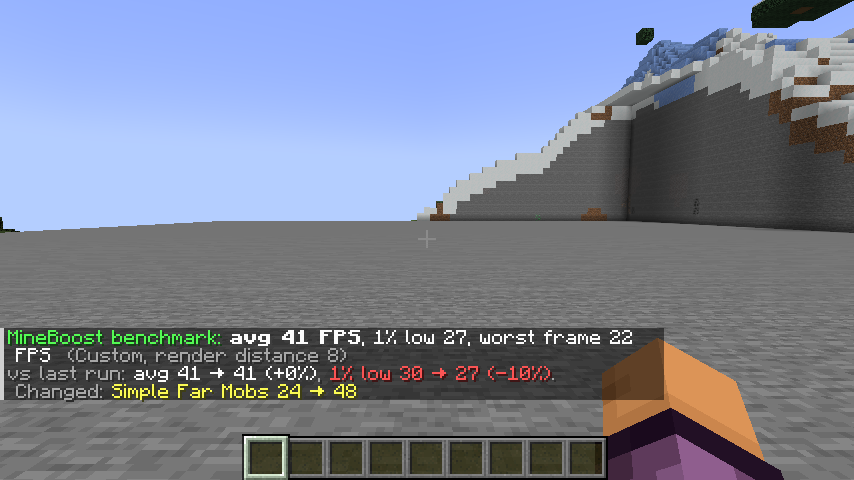 MineBoost benchmark: avg 41 FPS, 1% low 27, worst frame 22
FPS (Custom, render distance 8)
vs last run: avg 41 → 41 (+0%), 1% low 30 → 27 (-10%).
Changed: Simple Far Mobs 24 → 48